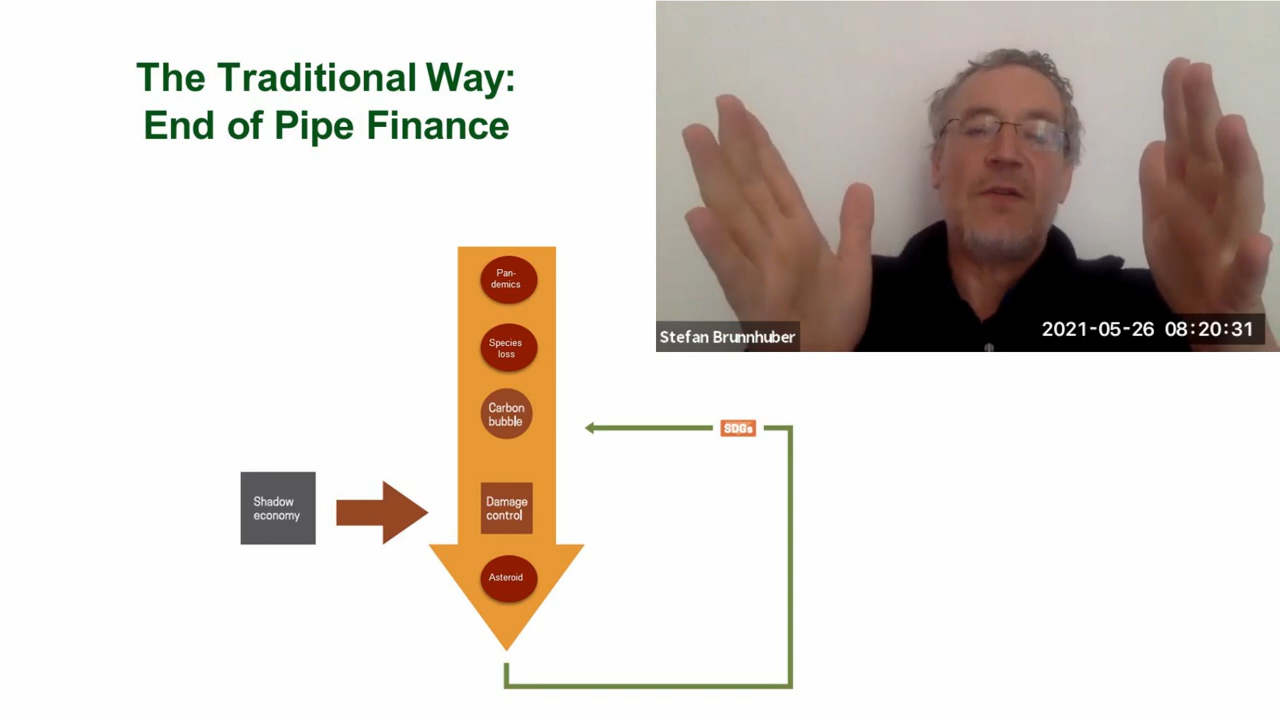 The Traditional Way:
End of Pipe Finance
Stefan Brunnhuber
2021-05-26 08:20:31
Pan-
demics
Species
loss
Carbon
bubble
SDGs
Shadow
economy
Damage
control
Asteroid